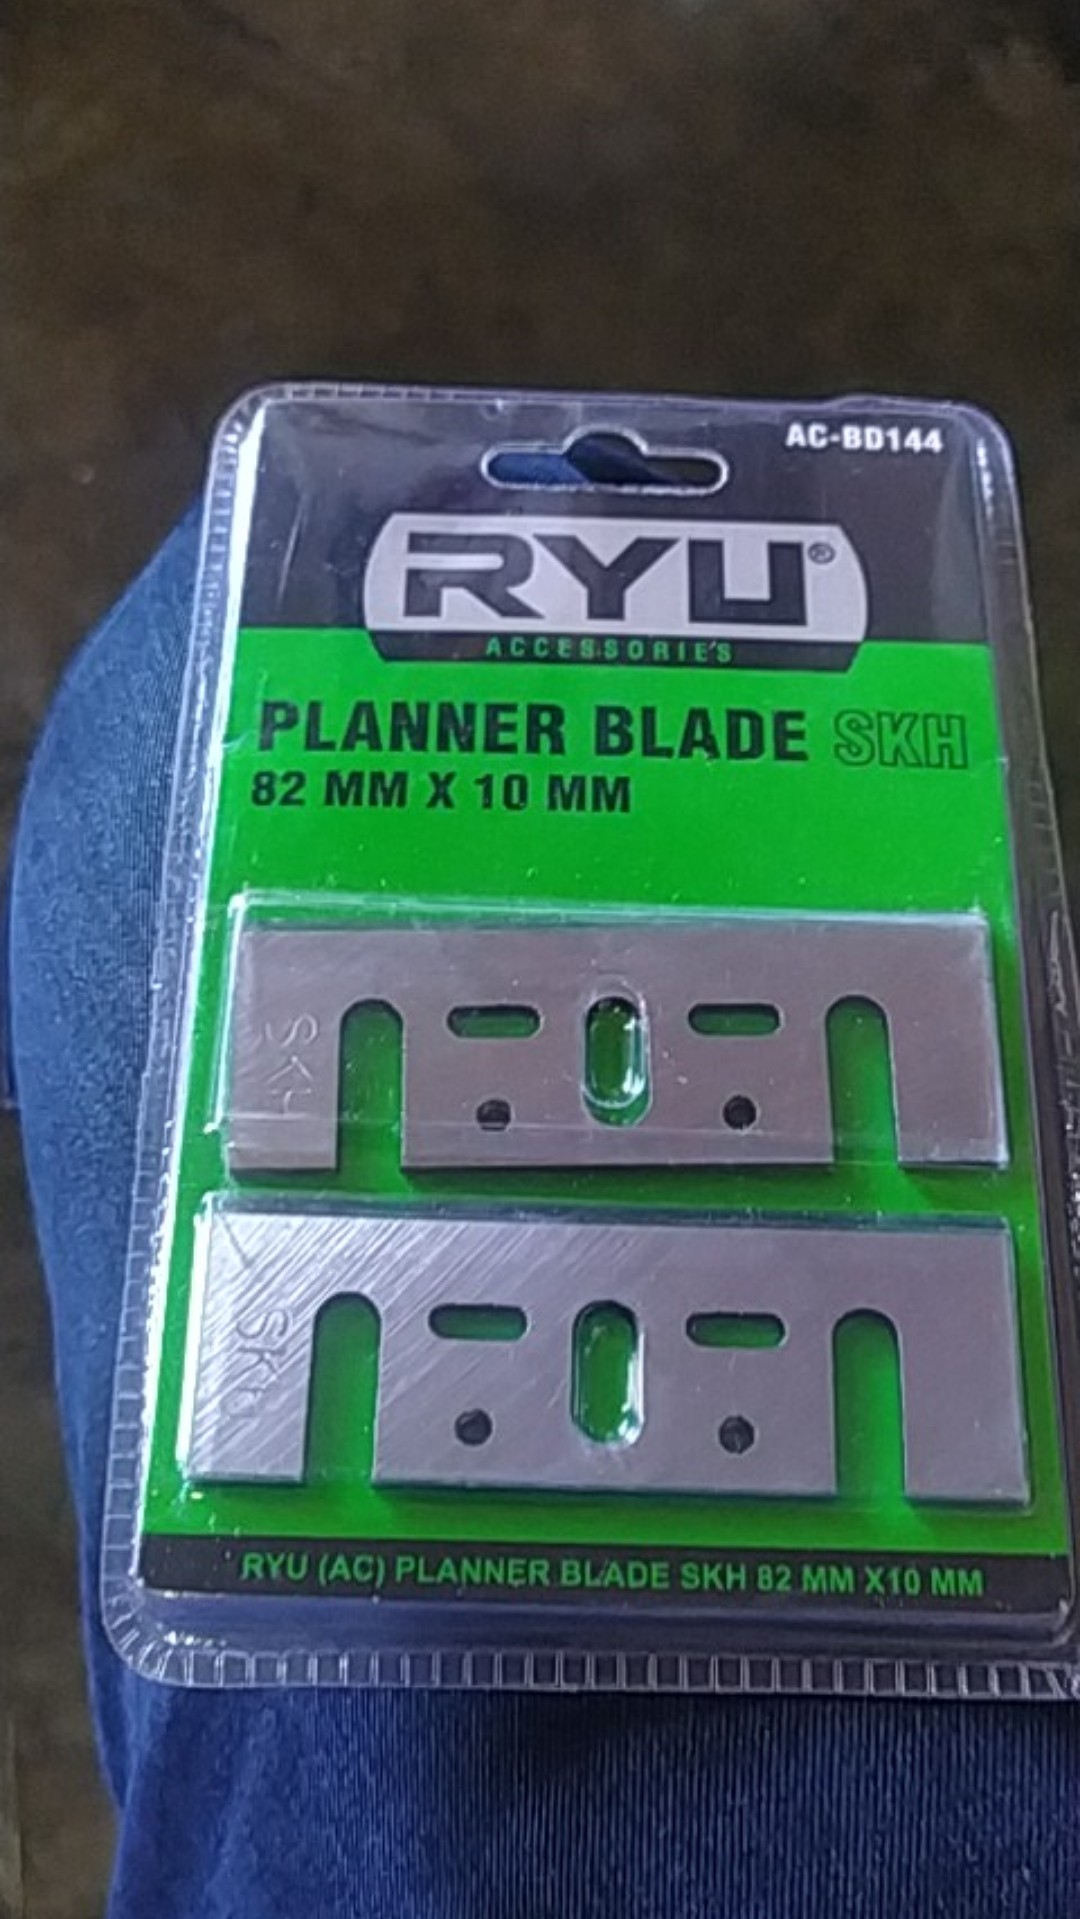 AC-BD144
RYU®
ACCESSORIE'S
PLANNER BLADE SKH
82 MM X 10 MM
SKH
SKH
RYU (AC) PLANNER BLADE SKH 82 MM X10 MM